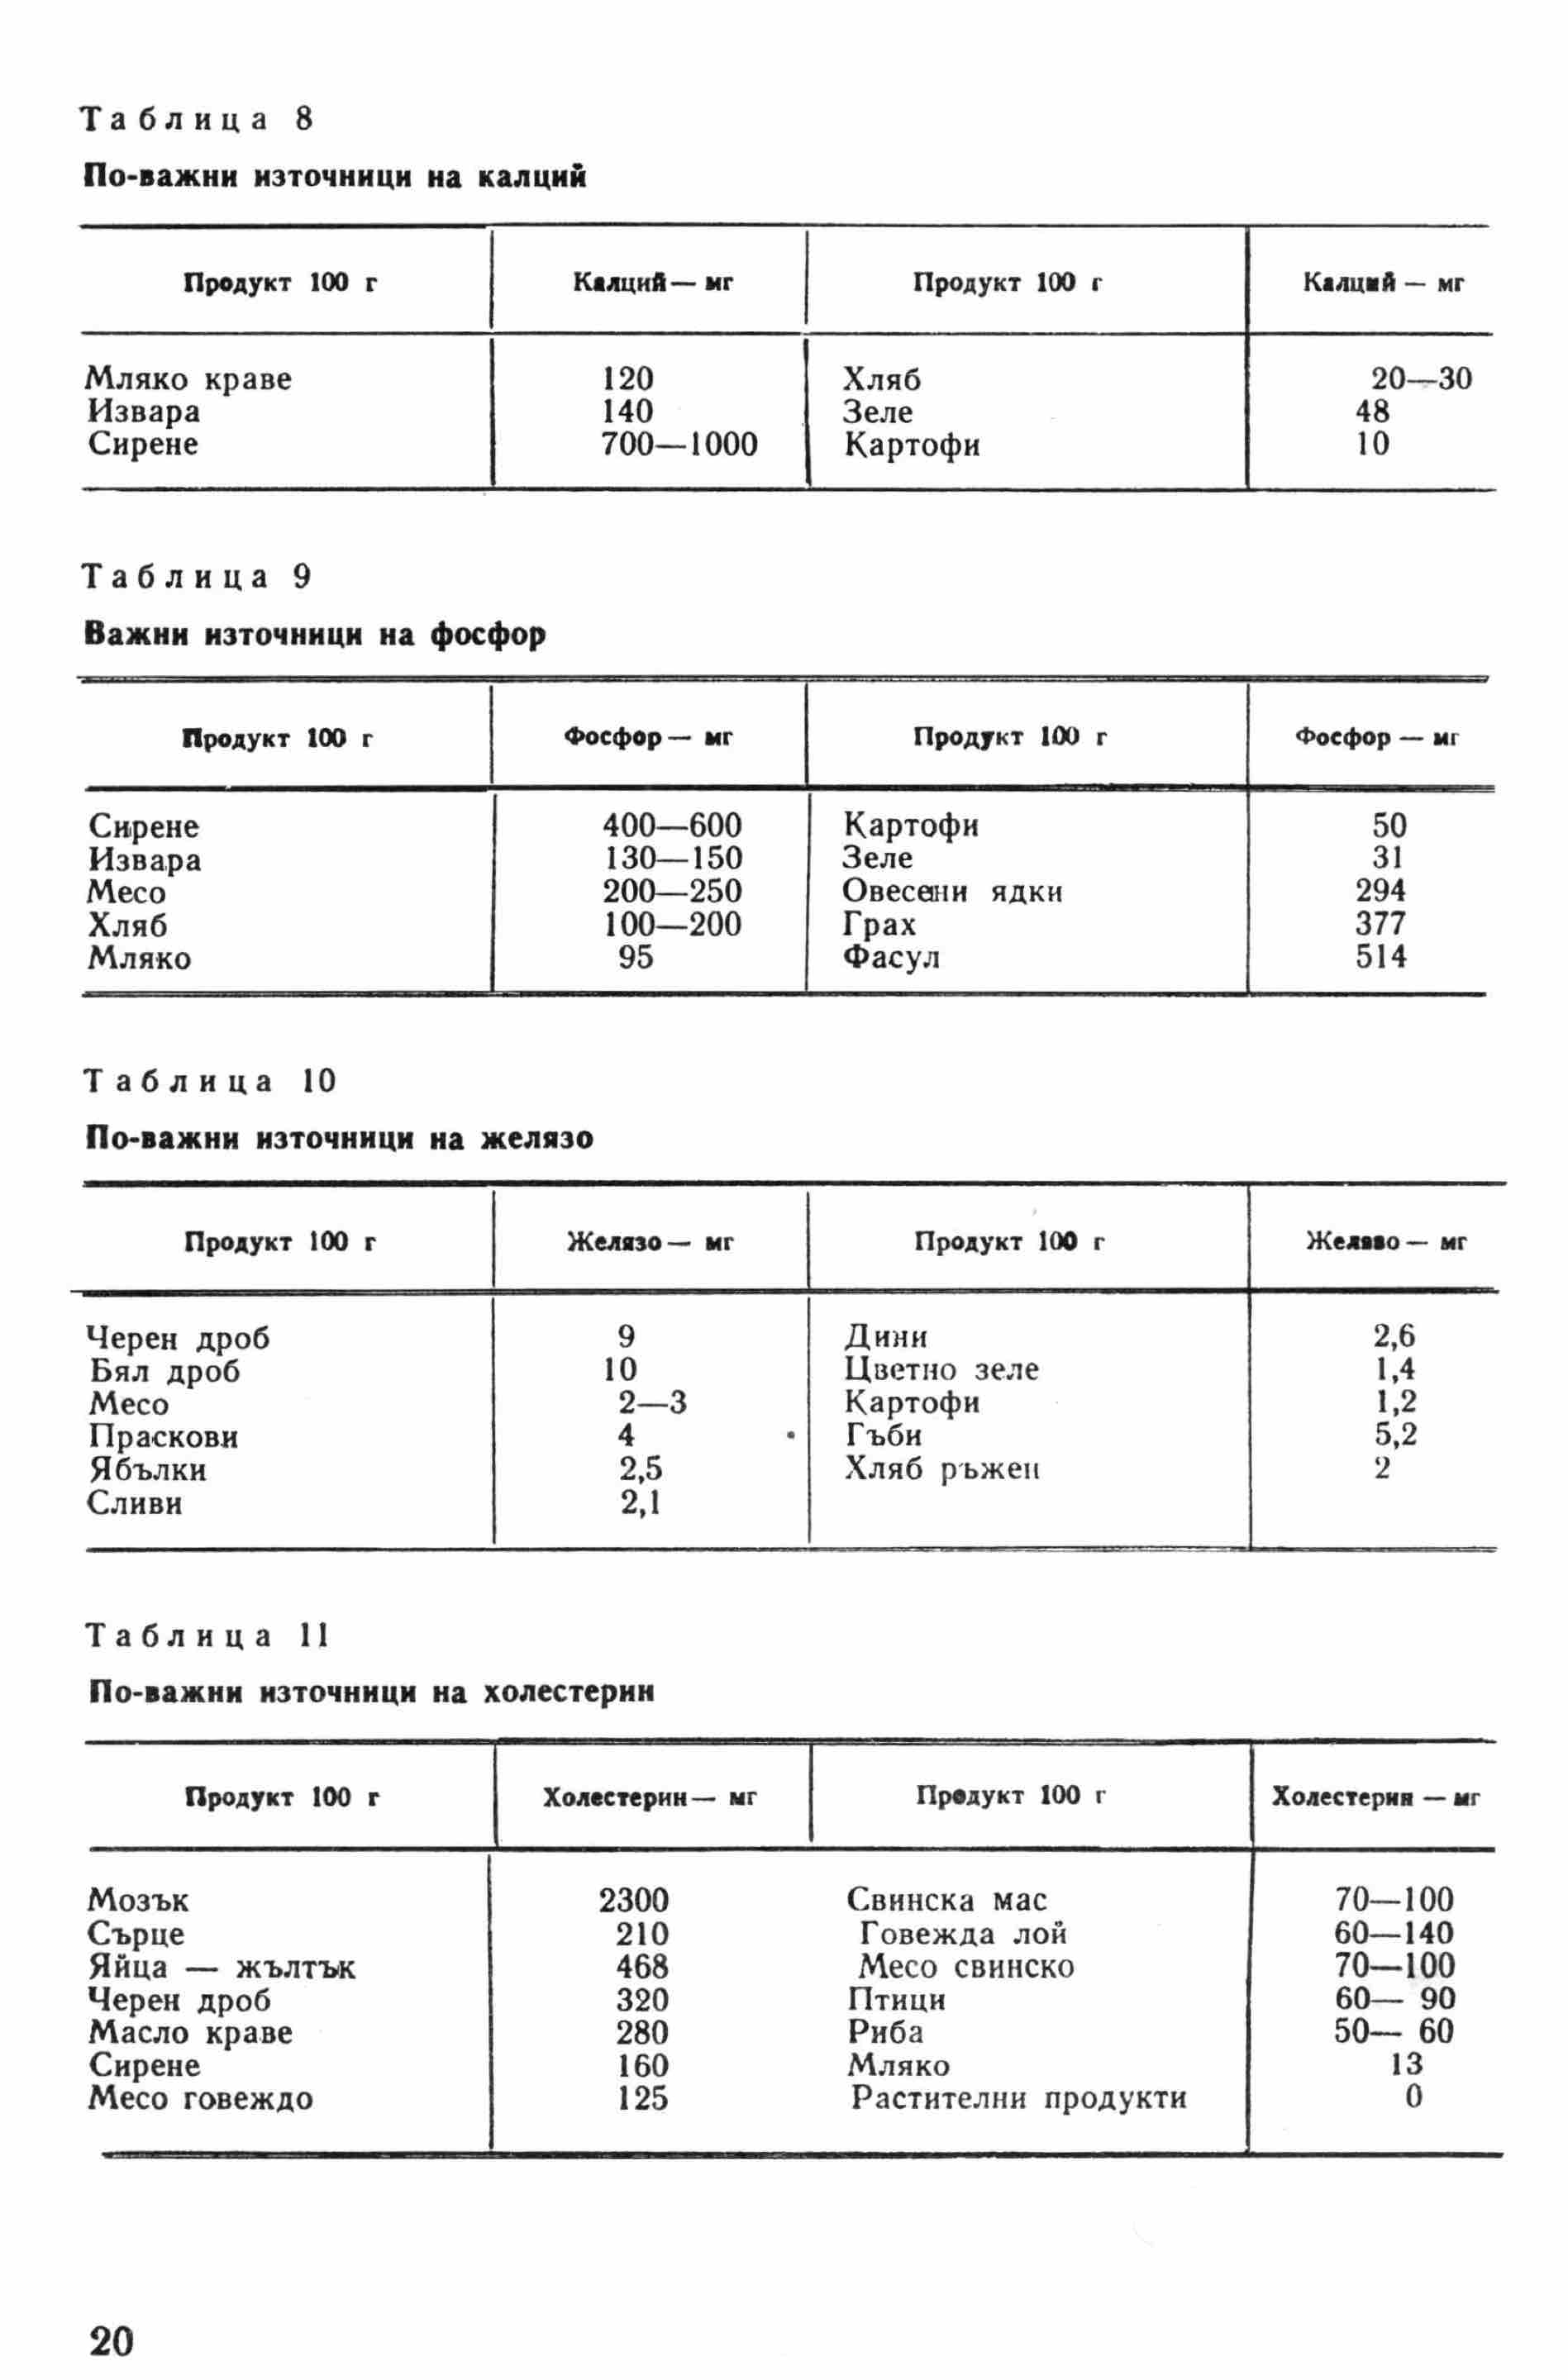 Таблица 8
По-важни източници на калций
Продукт 100 г Калций — мг Продукт 100 г Калций — мг
Мляко краве 120 Хляб 20—30
Извара 140 Зеле 48
Сирене 700—1000 Картофи 10
Таблица 9
Важни източници на фосфор
Продукт 100 г Фосфор — мг Продукт 100 г Фосфор — мг
Сирене 400—600 Картофи 50
Извара 130—150 Зеле 31
Месо 200—250 Овесени ядки 294
Хляб 100—200 Грах 377
Мляко 95 Фасул 514
Таблица 10
По-важни източници на желязо
Продукт 100 г Желязо — мг Продукт 100 г Желязо — мг
Черен дроб 9 Дини 2,6
Бял дроб 10 Цветно зеле 1,4
Месо 2—3 Картофи 1,2
Праскови 4 Гъби 5,2
Ябълки 2,5 Хляб ръжен 2
Сливи 2,1
Таблица 11
По-важни източници на холестерин
Продукт 100 г Холестерин — мг Продукт 100 г Холестерин — мг
Мозък 2300 Свинска мас 70—100
Сърце 210 Говежда лой 60—140
Яйца — жълтък 468 Месо свинско 70—100
Черен дроб 320 Птици 60— 90
Масло краве 280 Риба 50— 60
Сирене 160 Мляко 13
Месо говеждо 125 Растителни продукти 0
20